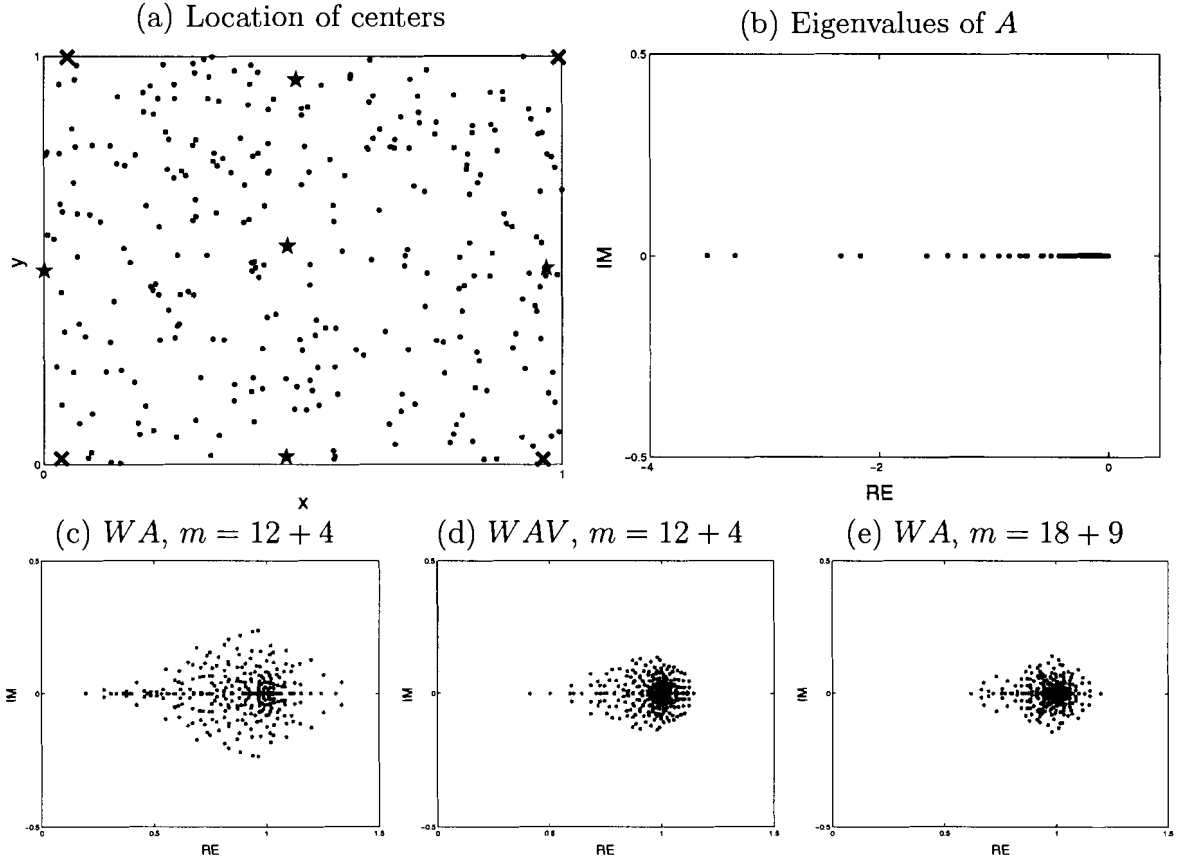 (a) Location of centers
(b) Eigenvalues of A
1
y
0
0
x
1
0.5
IM
0
-0.5
-4
-2
0
RE
(c) WA, m = 12 + 4
(d) WAV, m = 12 + 4
(e) WA, m = 18 + 9
0.5
IM
0
-0.5
0
0.5
1
1.5
RE
0.5
IM
0
-0.5
0
0.5
1
1.5
RE
0.5
IM
0
-0.5
0
0.5
1
1.5
RE